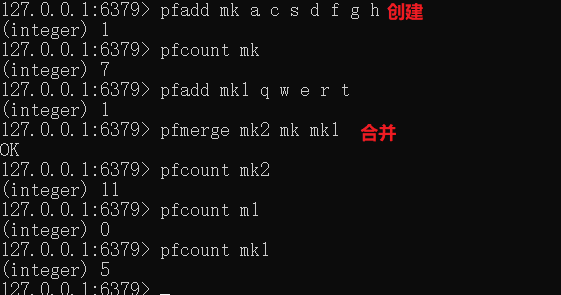 127.0.0.1:6379> pfadd mk a c s d f g h 创建
(integer) 1
127.0.0.1:6379> pfcount mk
(integer) 7
127.0.0.1:6379> pfadd mk1 q w e r t
(integer) 1
127.0.0.1:6379> pfmerge mk2 mk mk1 合并
OK
127.0.0.1:6379> pfcount mk2
(integer) 11
127.0.0.1:6379> pfcount m1
(integer) 0
127.0.0.1:6379> pfcount mk1
(integer) 5
127.0.0.1:6379> _